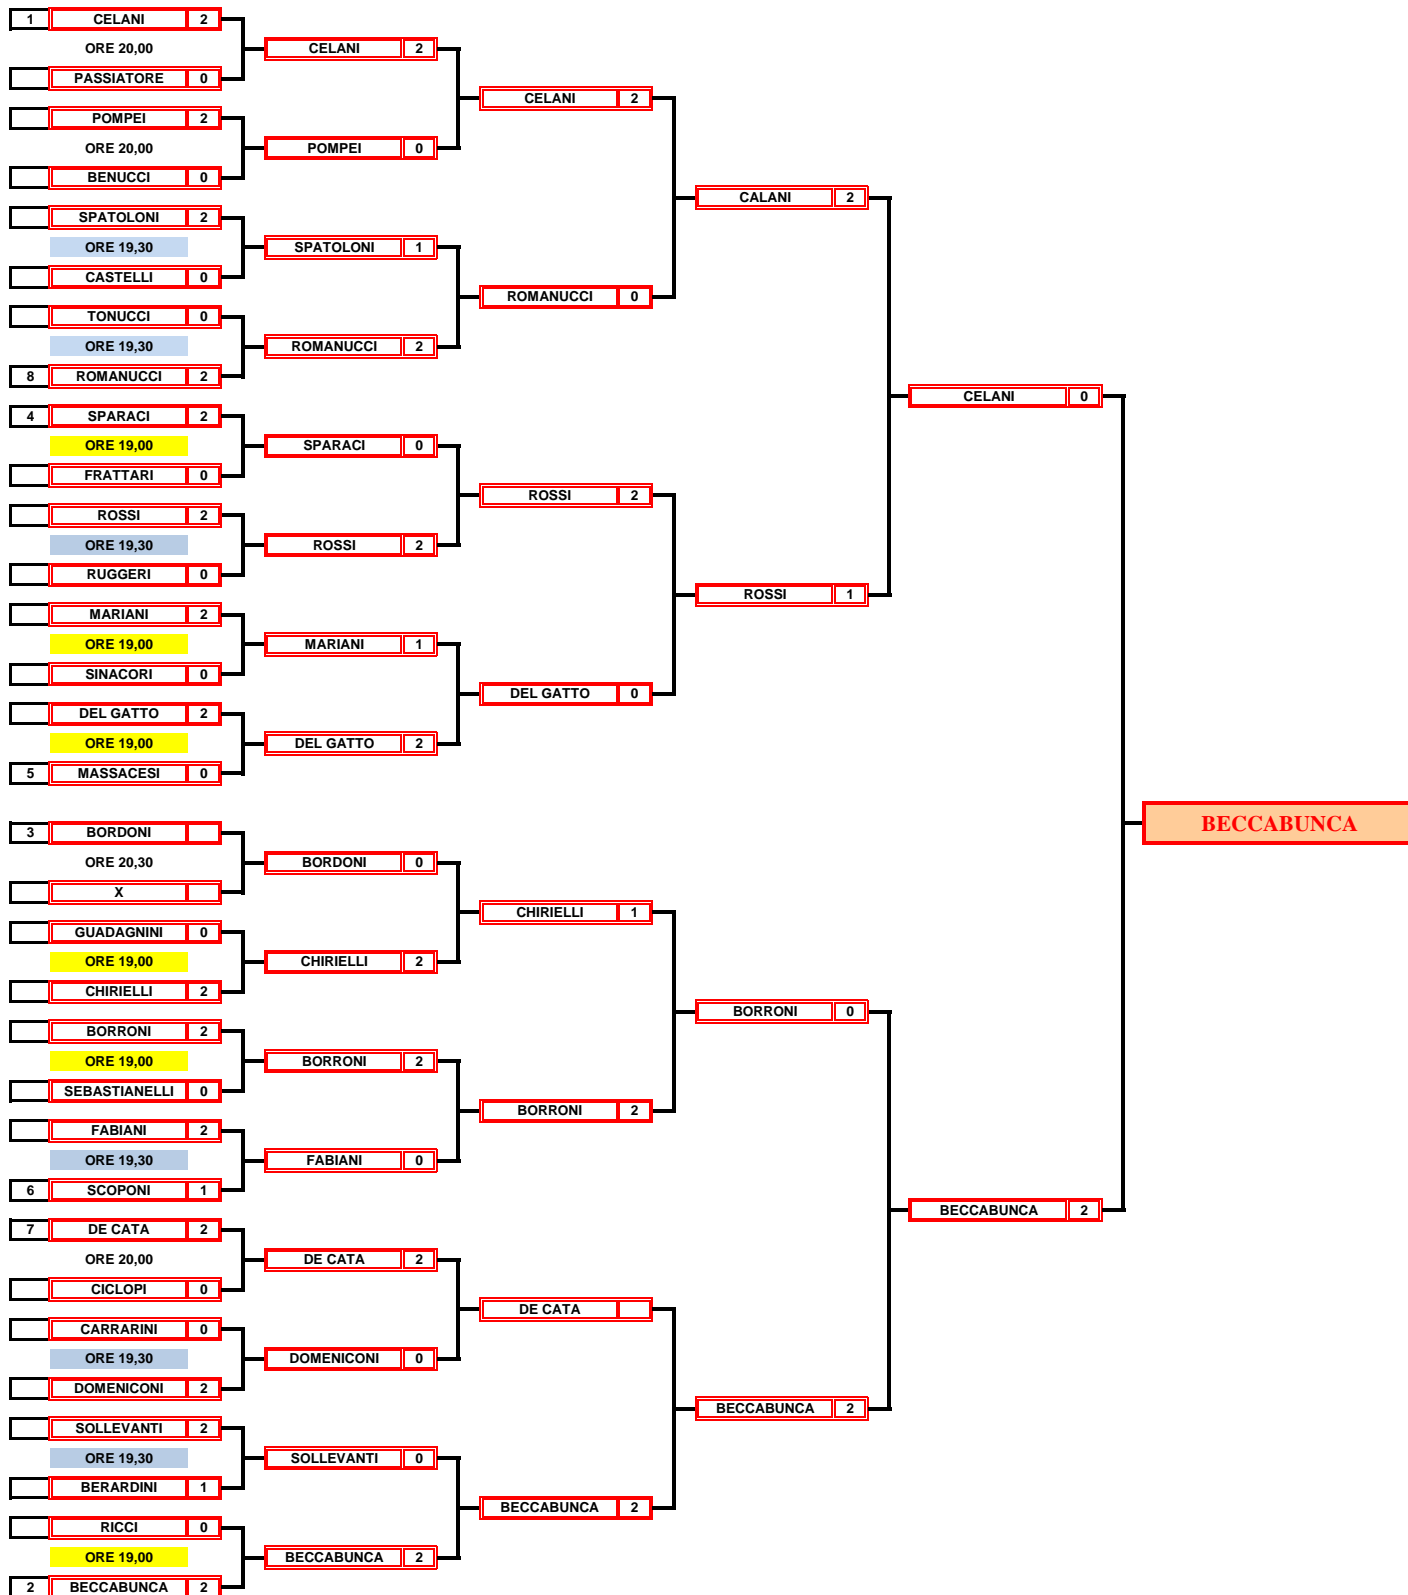 1 CELANI 2
ORE 20,00 CELANI 2
PASSIATORE 0
CELANI 2
POMPEI 2
ORE 20,00 POMPEI 0
BENUCCI 0
CALANI 2
SPATOLONI 2
ORE 19,30 SPATOLONI 1
CASTELLI 0
ROMANUCCI 0
TONUCCI 0
ORE 19,30 ROMANUCCI 2
8 ROMANUCCI 2
CELANI 0
4 SPARACI 2
ORE 19,00 SPARACI 0
FRATTARI 0
ROSSI 2
ROSSI 2
ORE 19,30 ROSSI 2
RUGGERI 0
ROSSI 1
MARIANI 2
ORE 19,00 MARIANI 1
SINACORI 0
DEL GATTO 0
DEL GATTO 2
ORE 19,00 DEL GATTO 2
5 MASSACESI 0
BECCABUNCA
3 BORDONI
ORE 20,30 BORDONI 0
X
CHIRIELLI 1
GUADAGNINI 0
ORE 19,00 CHIRIELLI 2
CHIRIELLI 2
BORRONI 0
BORRONI 2
ORE 19,00 BORRONI 2
SEBASTIANELLI 0
BORRONI 2
FABIANI 2
ORE 19,30 FABIANI 0
6 SCOPONI 1
BECCABUNCA 2
7 DE CATA 2
ORE 20,00 DE CATA 2
CICLOPI 0
DE CATA
CARRARINI 0
ORE 19,30 DOMENICONI 0
DOMENICONI 2
BECCABUNCA 2
SOLLEVANTI 2
ORE 19,30 SOLLEVANTI 0
BERARDINI 1
BECCABUNCA 2
RICCI 0
ORE 19,00 BECCABUNCA 2
2 BECCABUNCA 2